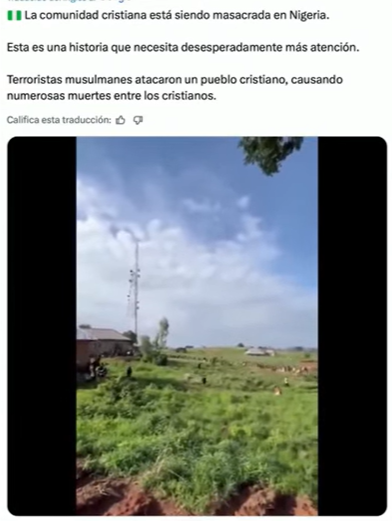 🇳🇬 La comunidad cristiana está siendo masacrada en Nigeria.
Esta es una historia que necesita desesperadamente más atención.
Terroristas musulmanes atacaron un pueblo cristiano, causando
numerosas muertes entre los cristianos.
Califica esta traducción: